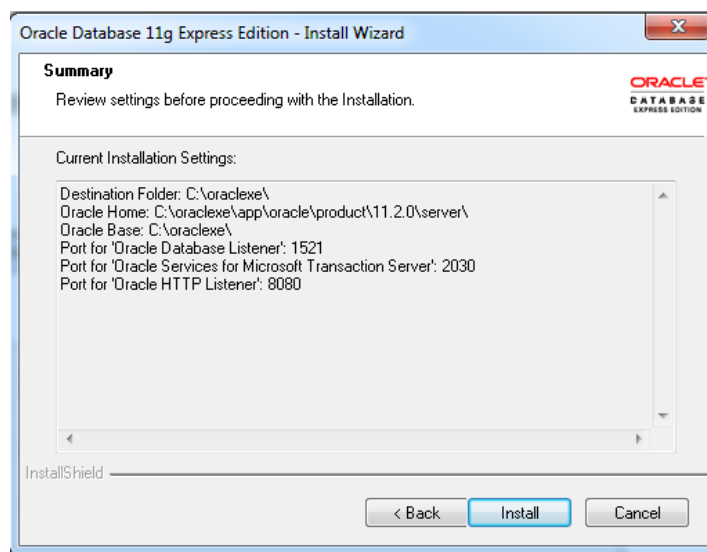 Oracle Database 11g Express Edition - Install Wizard
Summary
Review settings before proceeding with the Installation.
ORACLE
DATABASE
EXPRESS EDITION
Current Installation Settings:
Destination Folder: C:\oraclexe\
Oracle Home: C:\oraclexe\app\oracle\product\11.2.0\server\
Oracle Base: C:\oraclexe\
Port for 'Oracle Database Listener': 1521
Port for 'Oracle Services for Microsoft Transaction Server': 2030
Port for 'Oracle HTTP Listener': 8080
InstallShield
< Back Install Cancel